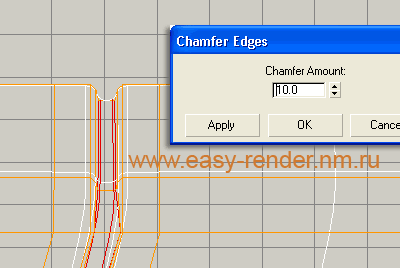 Chamfer Edges
Chamfer Amount:
10.0
Apply
OK
Cance
www.easy-render.nm.ru